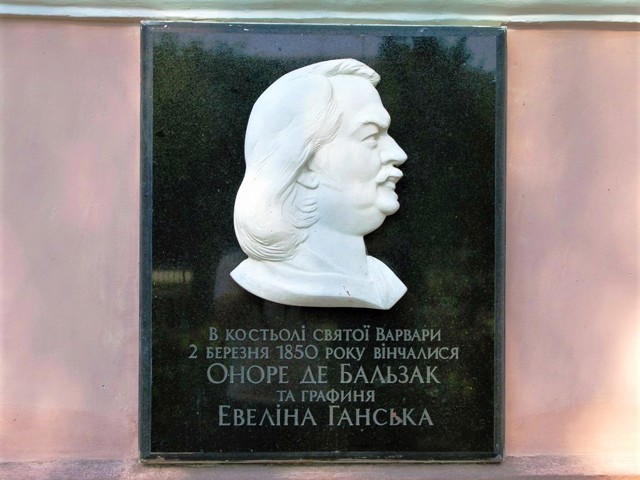 В костьолі святої Варвари
2 березня 1850 року вінчалися
Оноре де Бальзак
та графиня
Евеліна Ганська